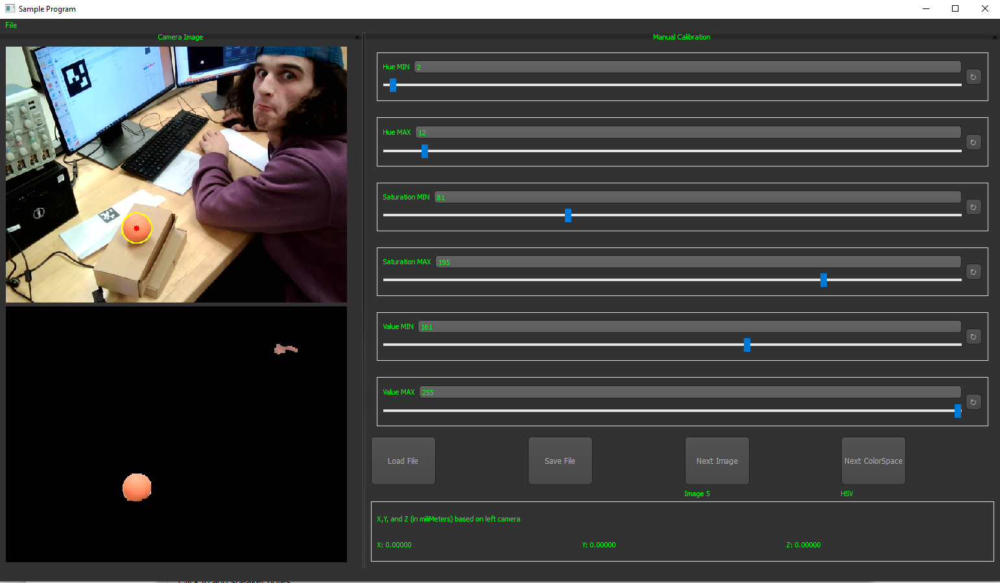 Sample Program
File
Camera Image
Manual Calibration
Hue MIN 2
Hue MAX 12
Saturation MIN 81
Saturation MAX 195
Value MIN 161
Value MAX 255
Load File
Save File
Next Image
Next ColorSpace
Image 5
HSV
X,Y, and Z (in miliMeters) based on left camera
X: 0.00000
Y: 0.00000
Z: 0.00000